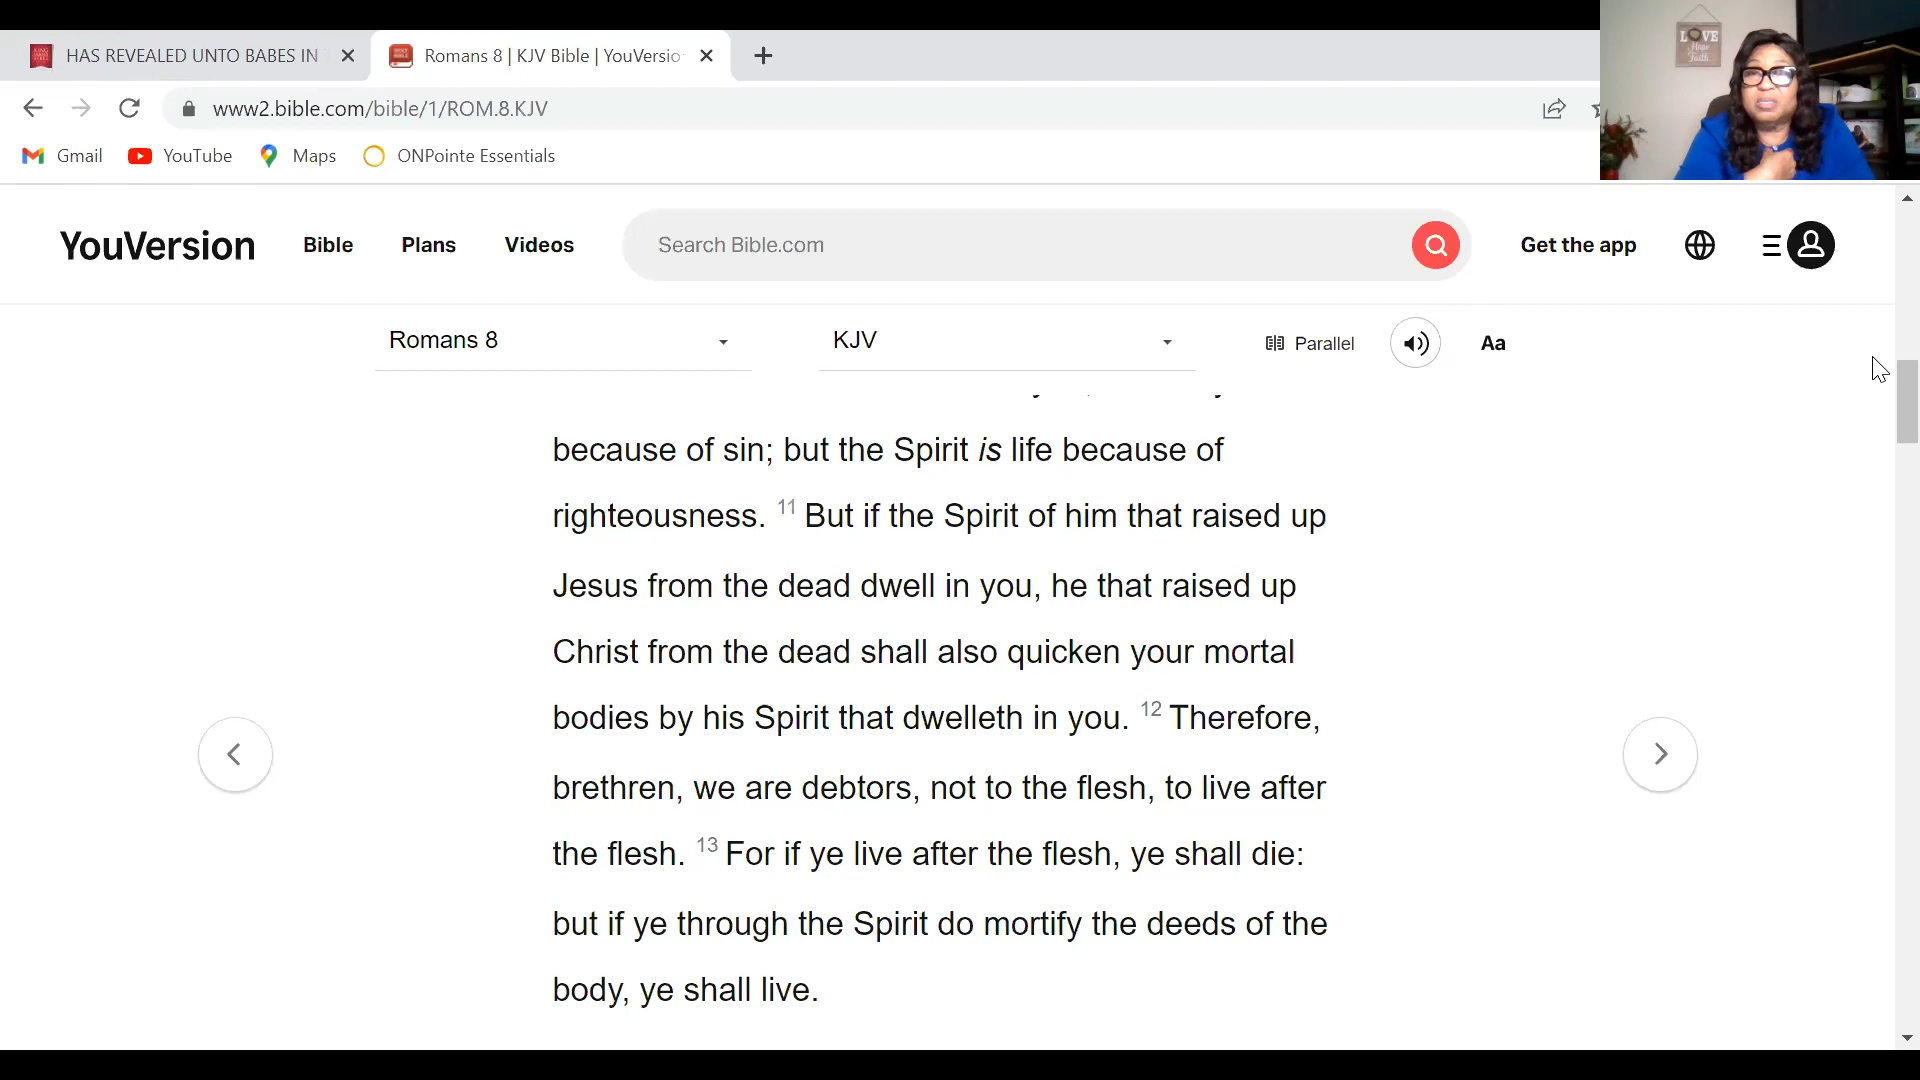 HAS REVEALED UNTO BABES IN
Romans 8 | KJV Bible | YouVersio
www2.bible.com/bible/1/ROM.8.KJV
Gmail
YouTube
Maps
ONPointe Essentials
LOVE
Hope
Faith
YouVersion
Bible
Plans
Videos
Search Bible.com
Get the app
Romans 8
KJV
Parallel
Aa
because of sin; but the Spirit is life because of
righteousness. 11 But if the Spirit of him that raised up
Jesus from the dead dwell in you, he that raised up
Christ from the dead shall also quicken your mortal
bodies by his Spirit that dwelleth in you. 12 Therefore,
brethren, we are debtors, not to the flesh, to live after
the flesh. 13 For if ye live after the flesh, ye shall die:
but if ye through the Spirit do mortify the deeds of the
body, ye shall live.